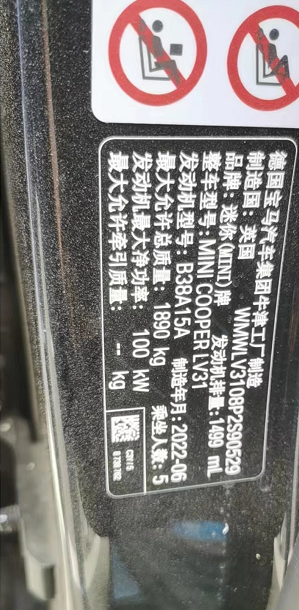 德国宝马汽车集团牛津工厂制造
制造国：英国 WMWLV3108P2S90529
品牌：迷你(MINI)牌 发动机排量：1499 mL
整车型号：MINI COOPER LV31
发动机型号：B38A15A 制造年月：2022-06
最大允许总质量：1890 kg 乘坐人数：5
发动机最大净功率：100 kW
最大允许牵引质量：-- kg